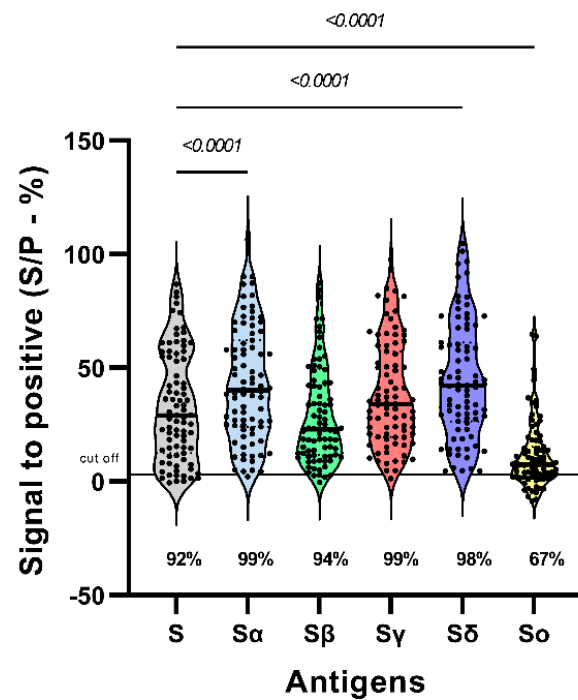 <0.0001
<0.0001
<0.0001
Signal to positive (S/P - %)
150
100
50
cut off
0
-50
92% 99% 94% 99% 98% 67%
S Sα Sβ Sγ Sδ So
Antigens